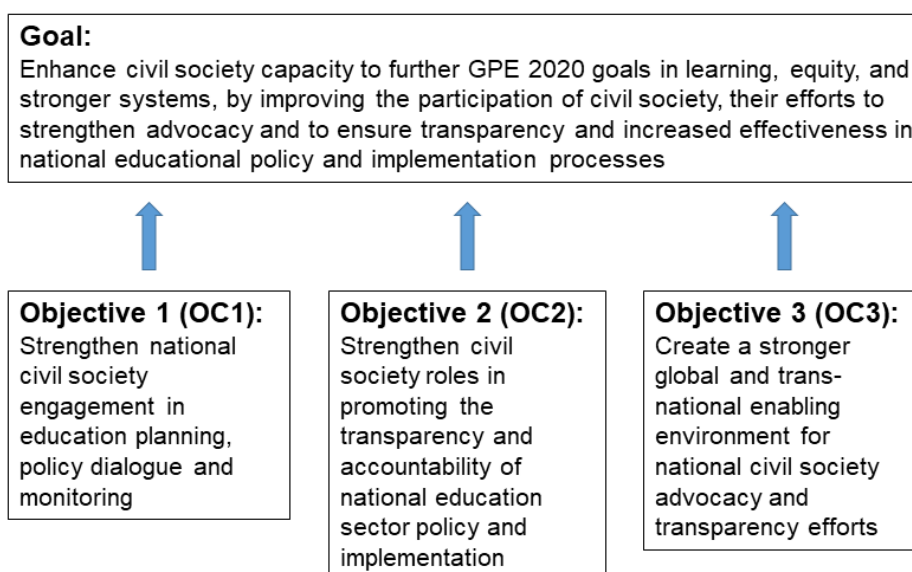 Goal:
Enhance civil society capacity to further GPE 2020 goals in learning, equity, and
stronger systems, by improving the participation of civil society, their efforts to
strengthen advocacy and to ensure transparency and increased effectiveness in
national educational policy and implementation processes
Objective 1 (OC1):
Strengthen national
civil society
engagement in
education planning,
policy dialogue and
monitoring
Objective 2 (OC2):
Strengthen civil
society roles in
promoting the
transparency and
accountability of
national education
sector policy and
implementation
Objective 3 (OC3):
Create a stronger
global and trans-
national enabling
environment for
national civil society
advocacy and
transparency efforts